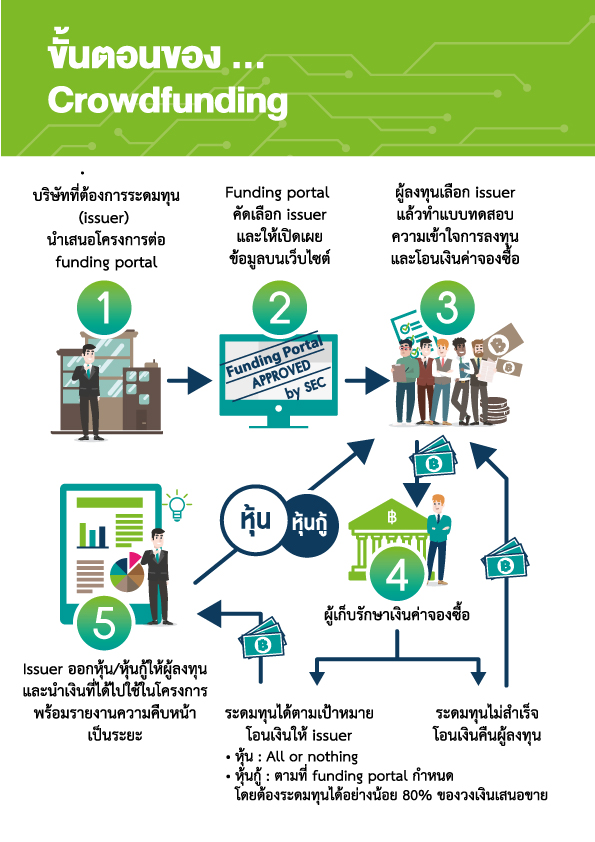 ขั้นตอนของ ...
Crowdfunding
บริษัทที่ต้องการระดมทุน
(issuer)
นำเสนอโครงการต่อ
funding portal
1
Funding portal
คัดเลือก issuer
และให้เปิดเผย
ข้อมูลบนเว็บไซต์
2
Funding Portal
APPROVED
by SEC
ผู้ลงทุนเลือก issuer
แล้วทำแบบทดสอบ
ความเข้าใจการลงทุน
และโอนเงินค่าจองซื้อ
3
หุ้น
หุ้นกู้
฿
4
ผู้เก็บรักษาเงินค่าจองซื้อ
5
Issuer ออกหุ้น/หุ้นกู้ให้ผู้ลงทุน
และนำเงินที่ได้ไปใช้ในโครงการ
พร้อมรายงานความคืบหน้า
เป็นระยะ
ระดมทุนได้ตามเป้าหมาย
โอนเงินให้ issuer
• หุ้น : All or nothing
• หุ้นกู้ : ตามที่ funding portal กำหนด
โดยต้องระดมทุนได้อย่างน้อย 80% ของวงเงินเสนอขาย
ระดมทุนไม่สำเร็จ
โอนเงินคืนผู้ลงทุน